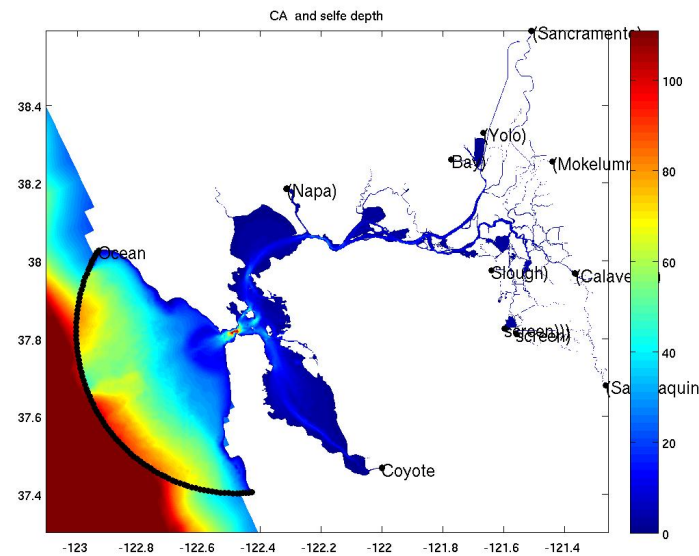 CA and selfe depth
(Sancramento)
100
38.4
(Yolo)
Bay)
(Mokelumn
80
38.2
(Napa)
38
Ocean
Slough)
(Calave
60
37.8
screen)))
screen)
40
37.6
(Sa
aquin
20
Coyote
37.4
0
-123
-122.8
-122.6
-122.4
-122.2
-122
-121.8
-121.6
-121.4